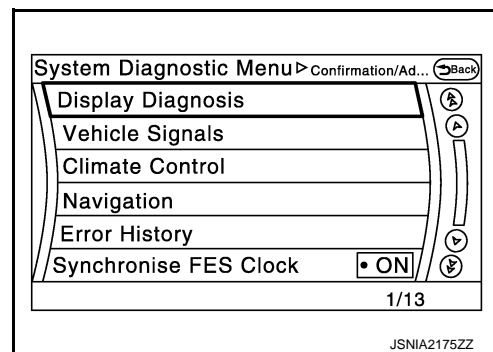 System Diagnostic Menu ▷ Confirmation/Ad... Back
Display Diagnosis
Vehicle Signals
Climate Control
Navigation
Error History
Synchronise FES Clock • ON
1/13
JSNIA2175ZZ